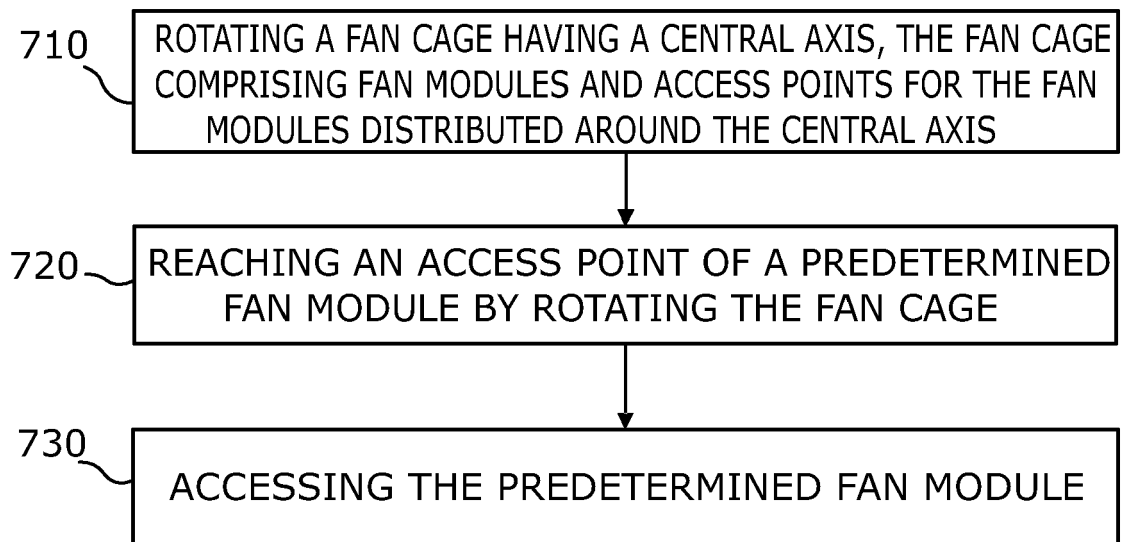 710
ROTATING A FAN CAGE HAVING A CENTRAL AXIS, THE FAN CAGE
COMPRISING FAN MODULES AND ACCESS POINTS FOR THE FAN
MODULES DISTRIBUTED AROUND THE CENTRAL AXIS
720
REACHING AN ACCESS POINT OF A PREDETERMINED
FAN MODULE BY ROTATING THE FAN CAGE
730
ACCESSING THE PREDETERMINED FAN MODULE